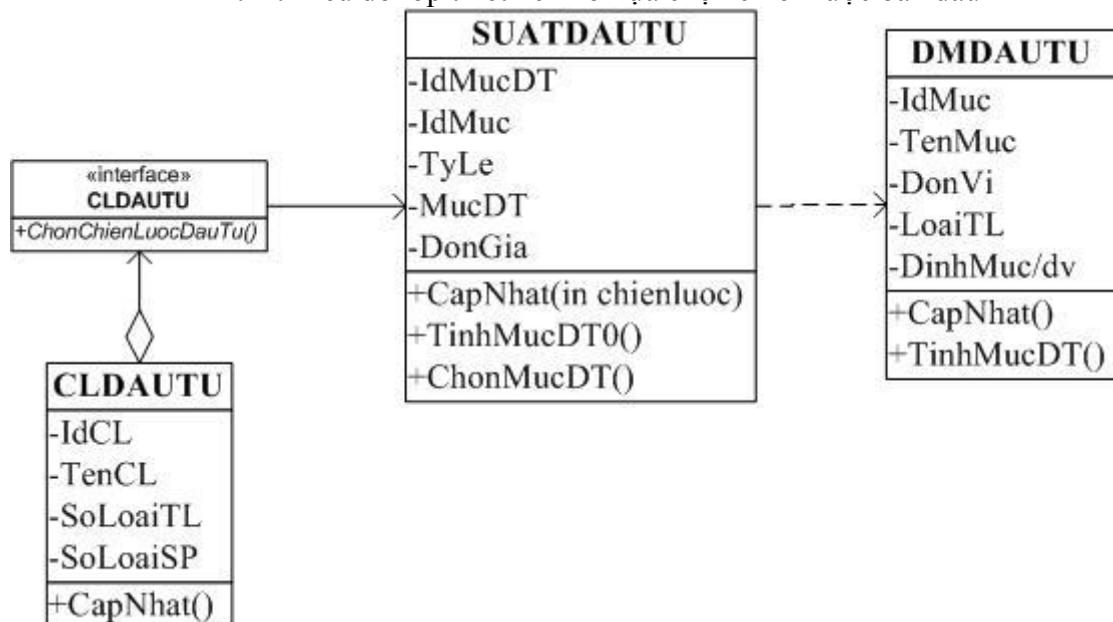 SUATDAUTU
-IdMucDT
-IdMuc
-TyLe
-MucDT
-DonGia
+CapNhat(in chienluoc)
+TinhMucDT0()
+ChonMucDT()
DMDAUTU
-IdMuc
-TenMuc
-DonVi
-LoaiTL
-DinhMuc/dv
+CapNhat()
+TinhMucDT()
«interface»
CLDAUTU
+ChonChienLuocDauTu()
CLDAUTU
-IdCL
-TenCL
-SoLoaiTL
-SoLoaiSP
+CapNhat()